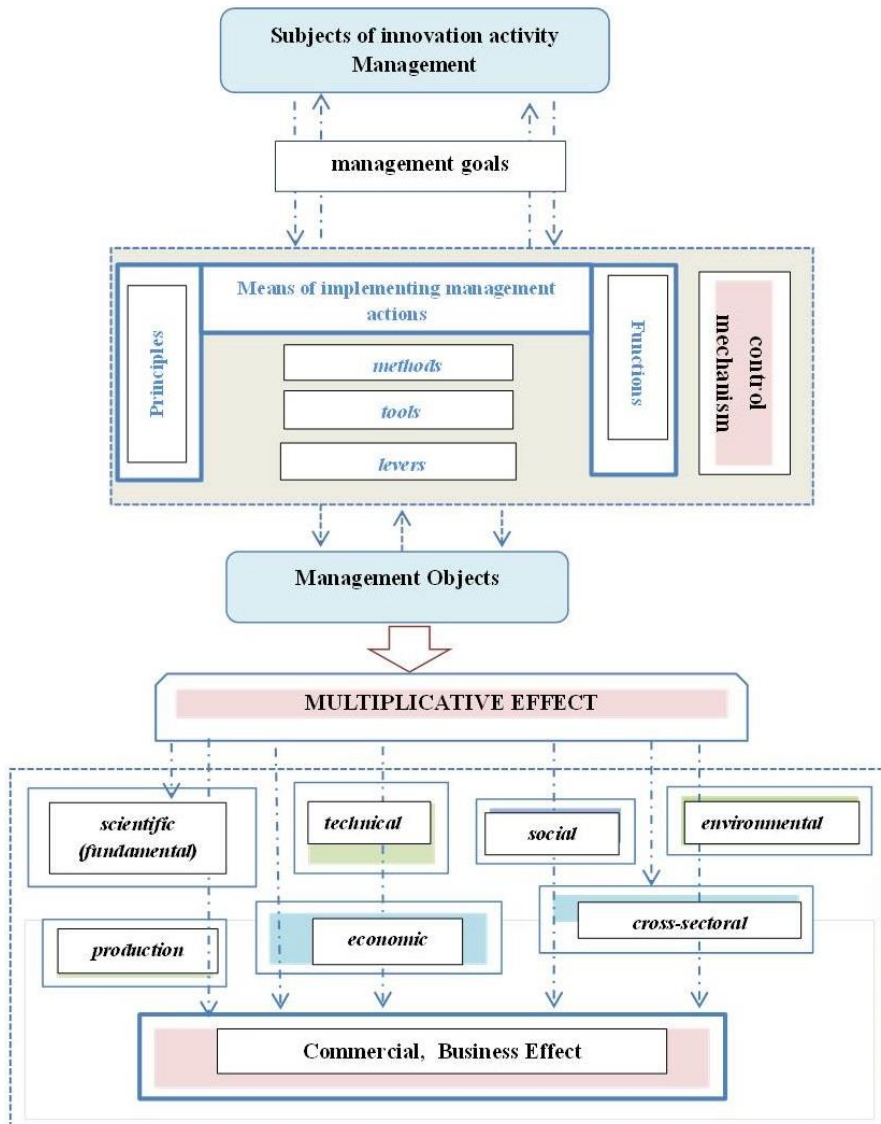 Subjects of innovation activity
Management
management goals
Principles
Means of implementing management
actions
methods
tools
levers
Functions
control
mechanism
Management Objects
MULTIPLICATIVE EFFECT
scientific
(fundamental)
technical
social
environmental
production
economic
cross-sectoral
Commercial, Business Effect